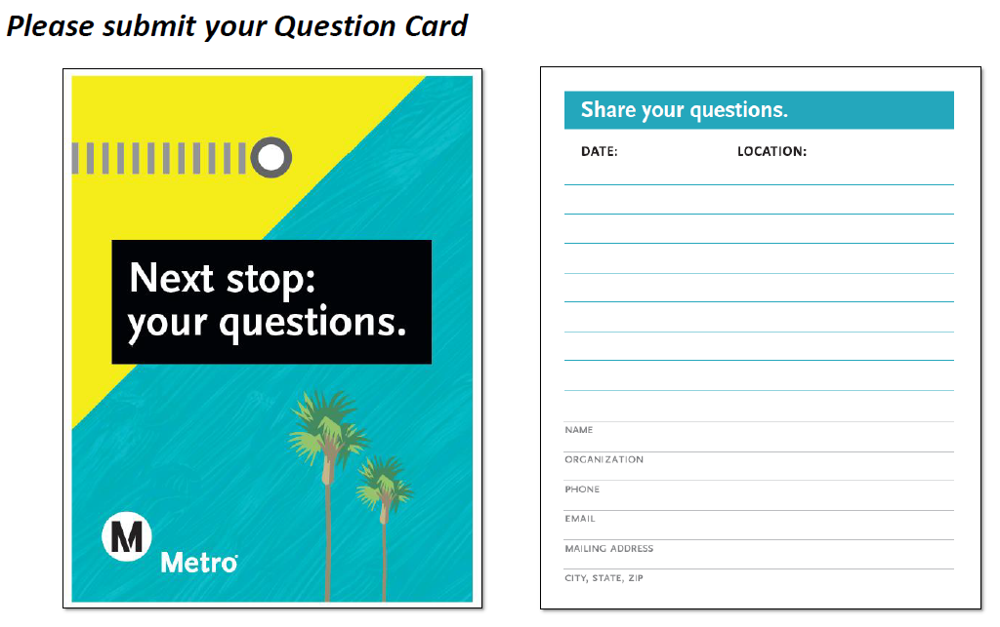 Please submit your Question Card
Next stop:
your questions.
M
Metro
Share your questions.
DATE: LOCATION:
NAME
ORGANIZATION
PHONE
EMAIL
MAILING ADDRESS
CITY, STATE, ZIP